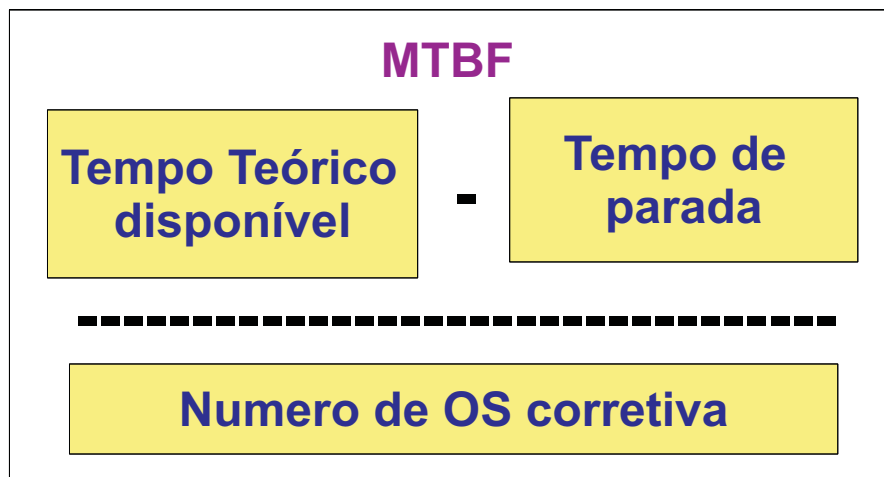 MTBF
Tempo Teórico
disponível
-
Tempo de
parada
Numero de OS corretiva